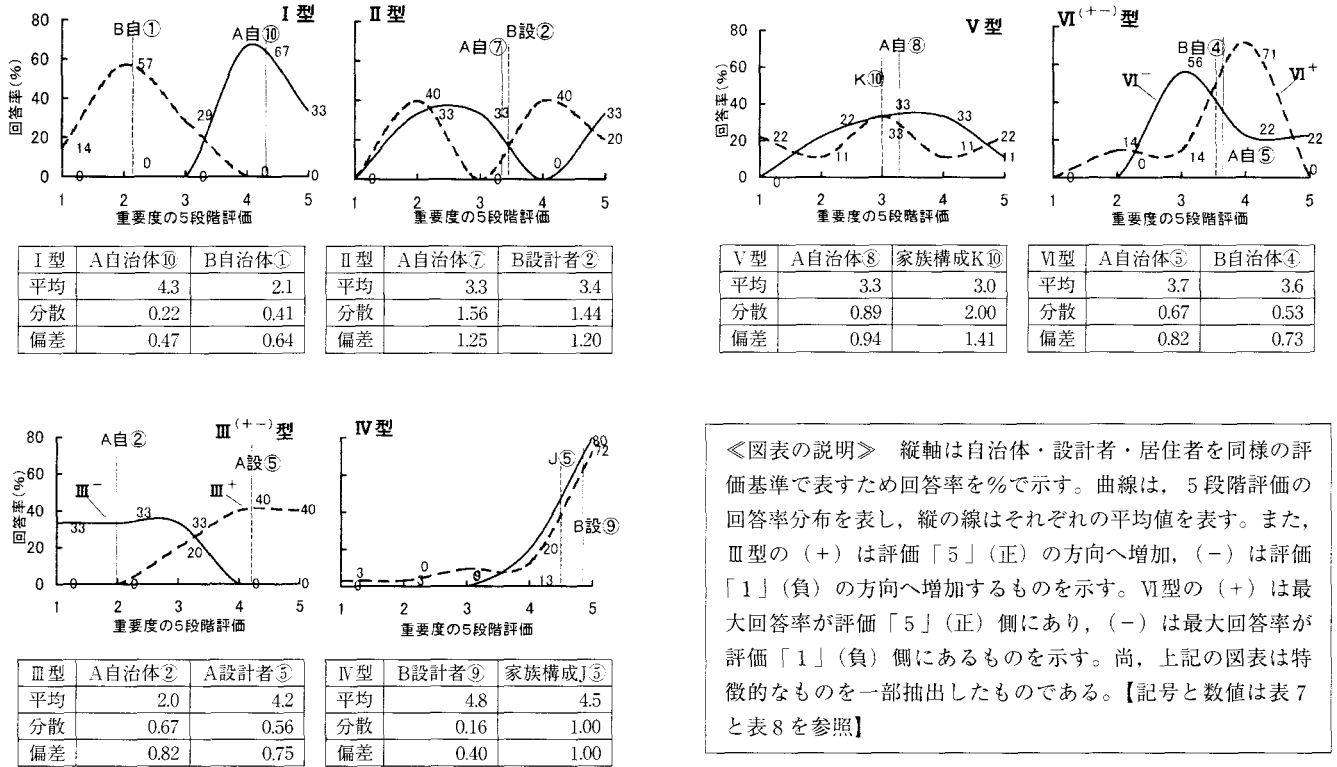 I 型
80
60
40
20
0
回答率(%)
B自①
A自⑩
67
57
29
33
14
0
0
0
0
0
1 2 3 4 5
重要度の5段階評価
II 型
A自⑦
B設②
40
33
33
40
33
20
0
0
0
1 2 3 4 5
重要度の5段階評価
V 型
80
60
40
20
0
回答率(%)
K⑩
A自⑧
22
22
11
33
33
33
11
22
11
0
1 2 3 4 5
重要度の5段階評価
VI(+−)型
B自④
56
71
VI−
VI+
14
0
14
22
22
A自⑤
0
0
1 2 3 4 5
重要度の5段階評価
I 型 A自治体⑩ B自治体①
平均 4.3 2.1
分散 0.22 0.41
偏差 0.47 0.64
II 型 A自治体⑦ B設計者②
平均 3.3 3.4
分散 1.56 1.44
偏差 1.25 1.20
V 型 A自治体⑧ 家族構成K⑩
平均 3.3 3.0
分散 0.89 2.00
偏差 0.94 1.41
VI 型 A自治体⑤ B自治体④
平均 3.7 3.6
分散 0.67 0.53
偏差 0.82 0.73
III(+−)型
80
60
40
20
0
回答率(%)
A自②
A設⑤
III−
III+
33
33
33
20
40
40
0
0
0
0
1 2 3 4 5
重要度の5段階評価
IV 型
J⑤
80
72
B設⑨
20
13
3
0
0
3
1 2 3 4 5
重要度の5段階評価
III型 A自治体② A設計者⑤
平均 2.0 4.2
分散 0.67 0.56
偏差 0.82 0.75
IV型 B設計者⑨ 家族構成J⑤
平均 4.8 4.5
分散 0.16 1.00
偏差 0.40 1.00
≪図表の説明≫ 縦軸は自治体・設計者・居住者を同様の評
価基準で表すため回答率を%で示す。曲線は，5段階評価の
回答率分布を表し，縦の線はそれぞれの平均値を表す。また，
III型の（+）は評価「5」（正）の方向へ増加，（−）は評価
「1」（負）の方向へ増加するものを示す。VI型の（+）は最
大回答率が評価「5」（正）側にあり，（−）は最大回答率が
評価「1」（負）側にあるものを示す。尚，上記の図表は特
徴的なものを一部抽出したものである。【記号と数値は表7
と表8を参照】